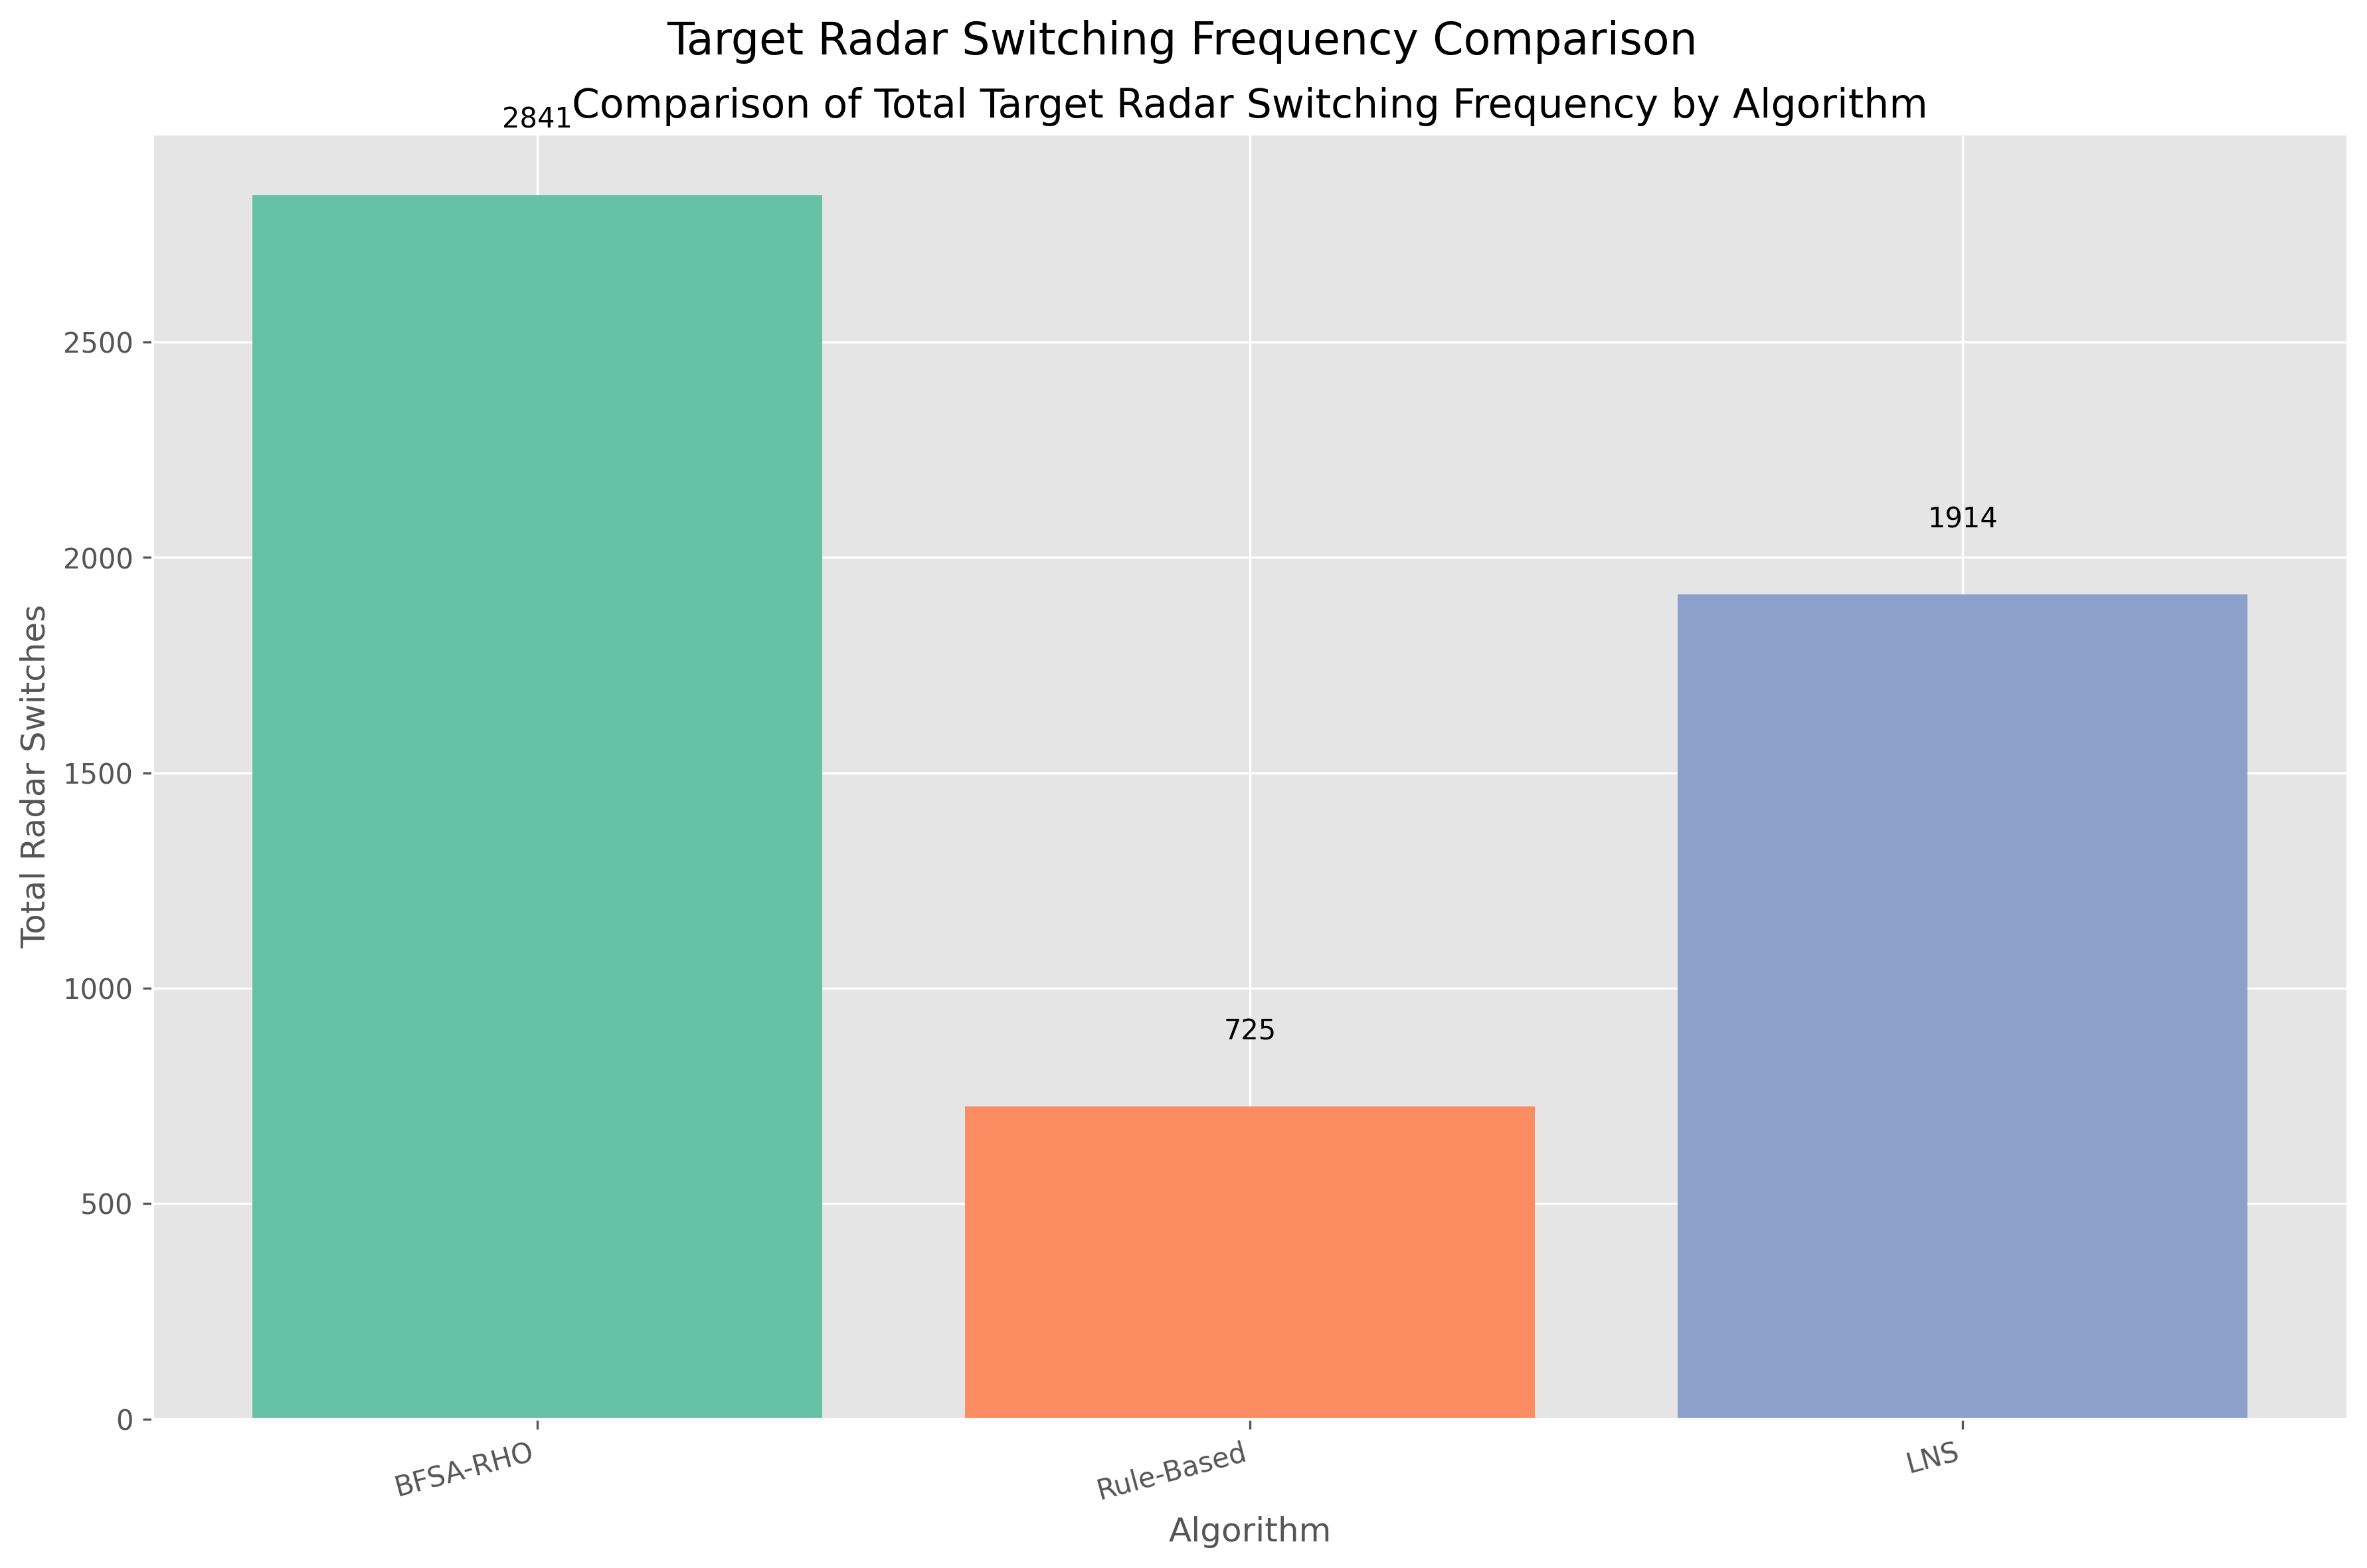 Target Radar Switching Frequency Comparison
Comparison of Total Target Radar Switching Frequency by Algorithm
2841
2500
2000
1500
1000
500
0
1914
725
Total Radar Switches
BFSA-RHO
Rule-Based
LNS
Algorithm